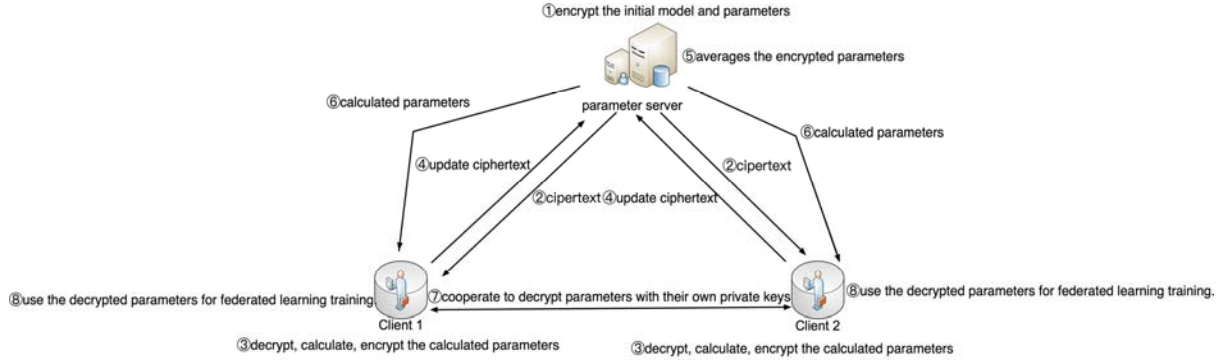 ①encrypt the initial model and parameters
⑤averages the encrypted parameters
⑥calculated parameters
parameter server
⑥calculated parameters
④update ciphertext
②cipertext
②cipertext
④update ciphertext
⑧use the decrypted parameters for federated learning training.
⑦cooperate to decrypt parameters with their own private keys
⑧use the decrypted parameters for federated learning training.
Client 1
Client 2
③decrypt, calculate, encrypt the calculated parameters
③decrypt, calculate, encrypt the calculated parameters